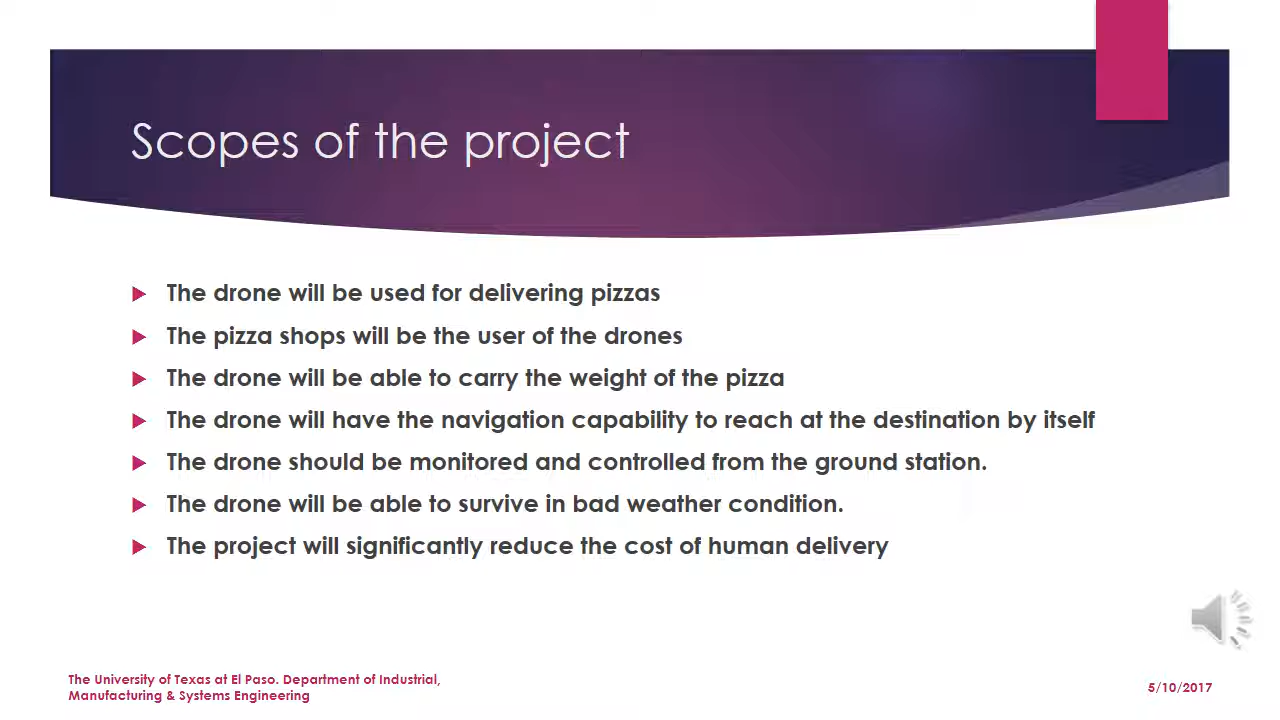 Scopes of the project
The drone will be used for delivering pizzas
The pizza shops will be the user of the drones
The drone will be able to carry the weight of the pizza
The drone will have the navigation capability to reach at the destination by itself
The drone should be monitored and controlled from the ground station.
The drone will be able to survive in bad weather condition.
The project will significantly reduce the cost of human delivery
The University of Texas at El Paso. Department of Industrial,
Manufacturing & Systems Engineering
5/10/2017